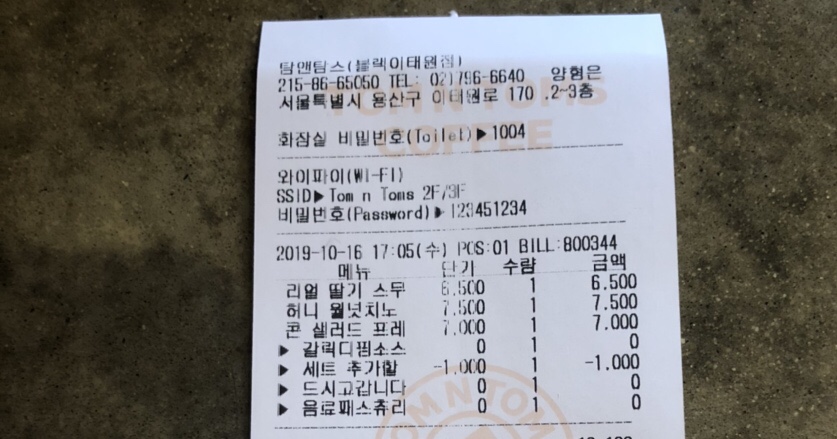 탐앤탐스(블랙이태원점)
215-86-65050 TEL: 02)796-6640 양형은
서울특별시 용산구 이태원로 170 .2~3층
TOM N TOMS
COFFEE
화장실 비밀번호(Toilet)▶1004
와이파이(WI-FI)
SSID▶Tom n Toms 2F/3F
비밀번호(Password)▶123451234
2019-10-16 17:05(수) POS:01 BILL:800344
메뉴 단가 수량 금액
리얼 딸기 스무 6,500 1 6.500
허니 월넛치노 7,500 1 7.500
콘 샐러드 프레 7,000 1 7.000
▶ 갈릭디핑소스 0 1 0
▶ 세트 추가할 -1,000 1 -1.000
▶ 드시고갑니다 0 1 0
▶ 음료패스츄리 0 1 0
TOM N TOM